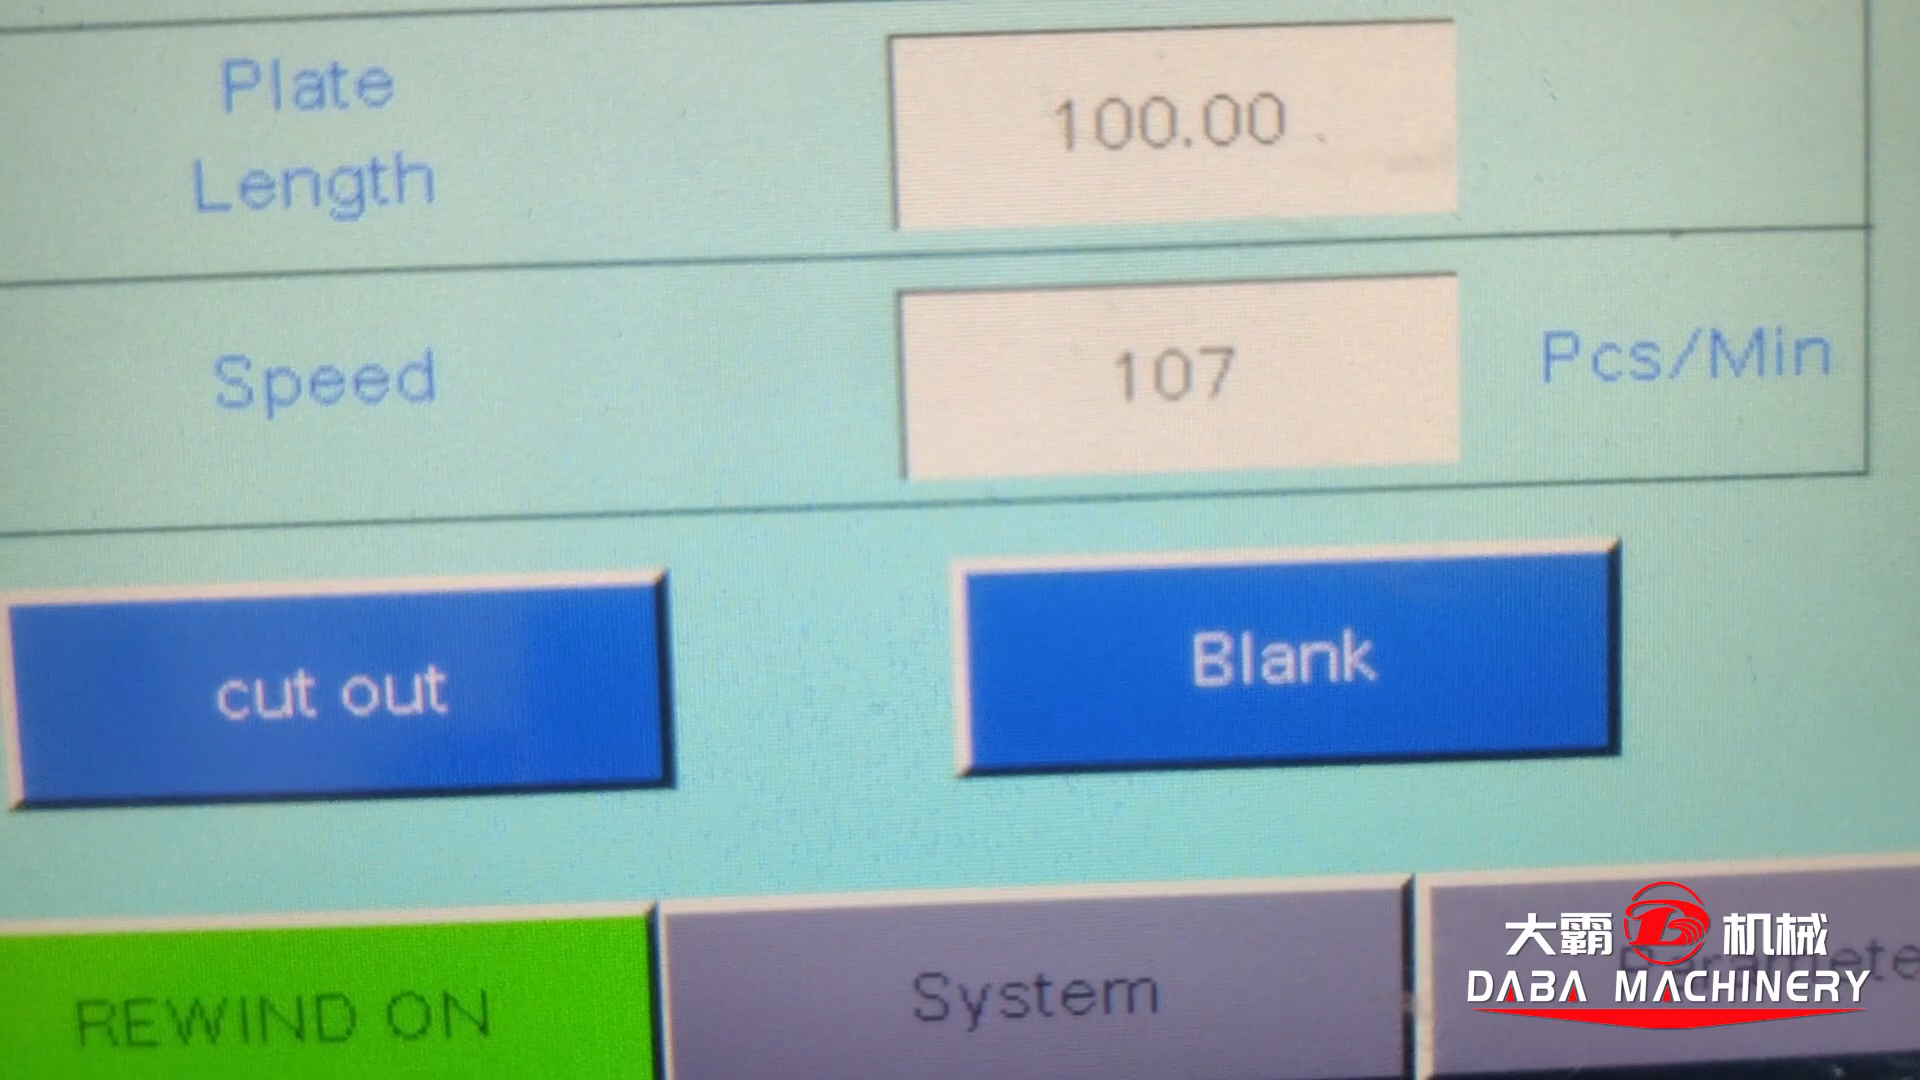 Plate
Length
100.00
Speed
107
Pcs/Min
cut out
Blank
REWIND ON
System
Paramete
大霸 机械
DABA MACHINERY